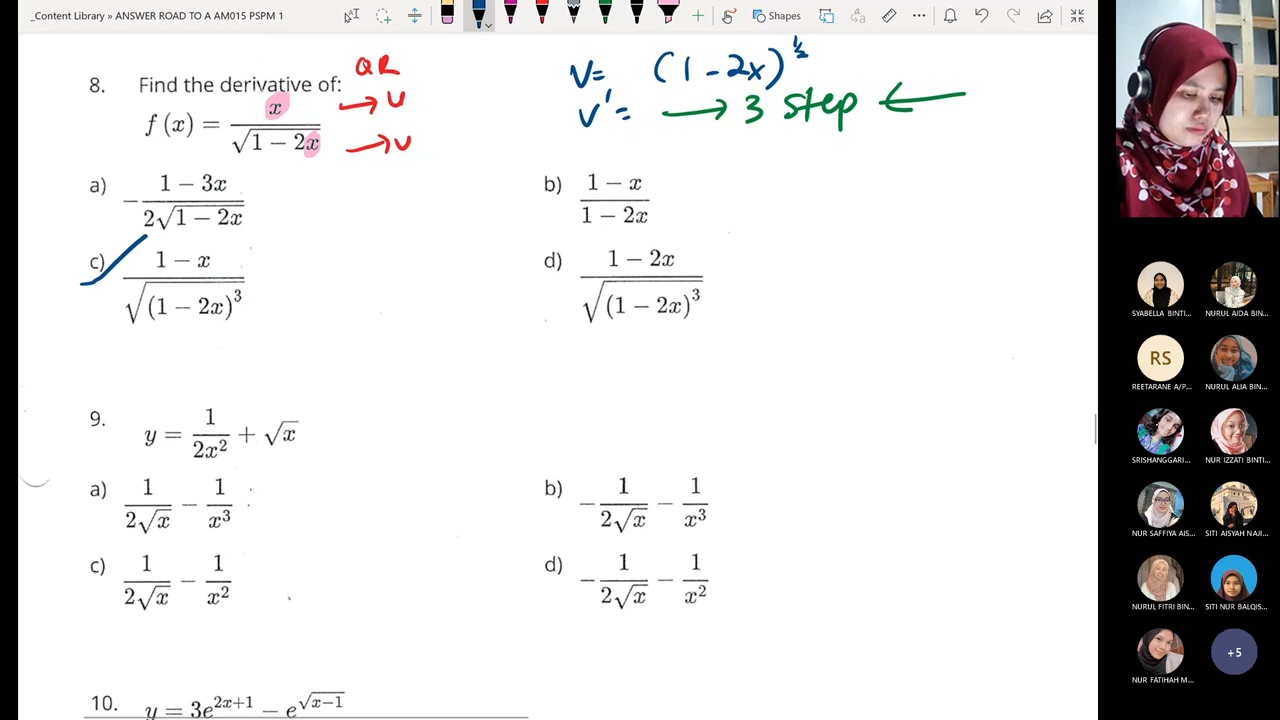 _Content Library » ANSWER ROAD TO A AM015 PSPM 1
Shapes
8. Find the derivative of:
QR
f(x) = x / √(1 − 2x)
→ U
→ V
V = (1 - 2x)^½
V' = → 3 step ←
a) − (1 − 3x) / (2√(1 − 2x))
b) (1 − x) / (1 − 2x)
c) (1 − x) / √((1 − 2x)^3)
d) (1 − 2x) / √((1 − 2x)^3)
9. y = 1 / (2x²) + √x
a) 1 / (2√x) − 1 / x³
b) − 1 / (2√x) − 1 / x³
c) 1 / (2√x) − 1 / x²
d) − 1 / (2√x) − 1 / x²
10. y = 3e^(2x+1) − e^√(x−1)
SYABELLA BINTI...
NURUL AIDA BIN...
RS
REETARANE A/P...
NURUL ALIA BIN...
SRISHANGGARI...
NUR IZZATI BINTI...
NUR SAFFIYA AIS...
SITI AISYAH NAJI...
NURUL FITRI BIN...
SITI NUR BALQIS...
NUR FATIHAH M...
+5